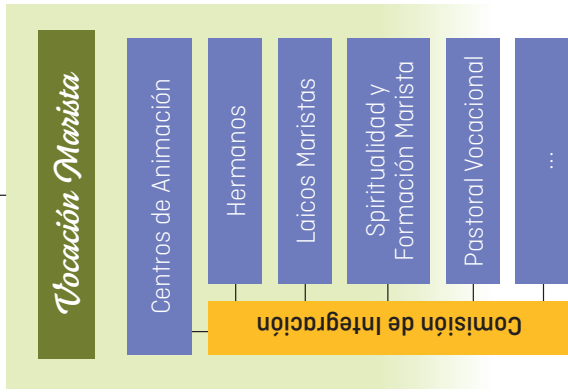 Vocación Marista
Centros de Animación
Hermanos
Laicos Maristas
Spiritualidad y
Formación Marista
Pastoral Vocacional
...
Comisión de Integración